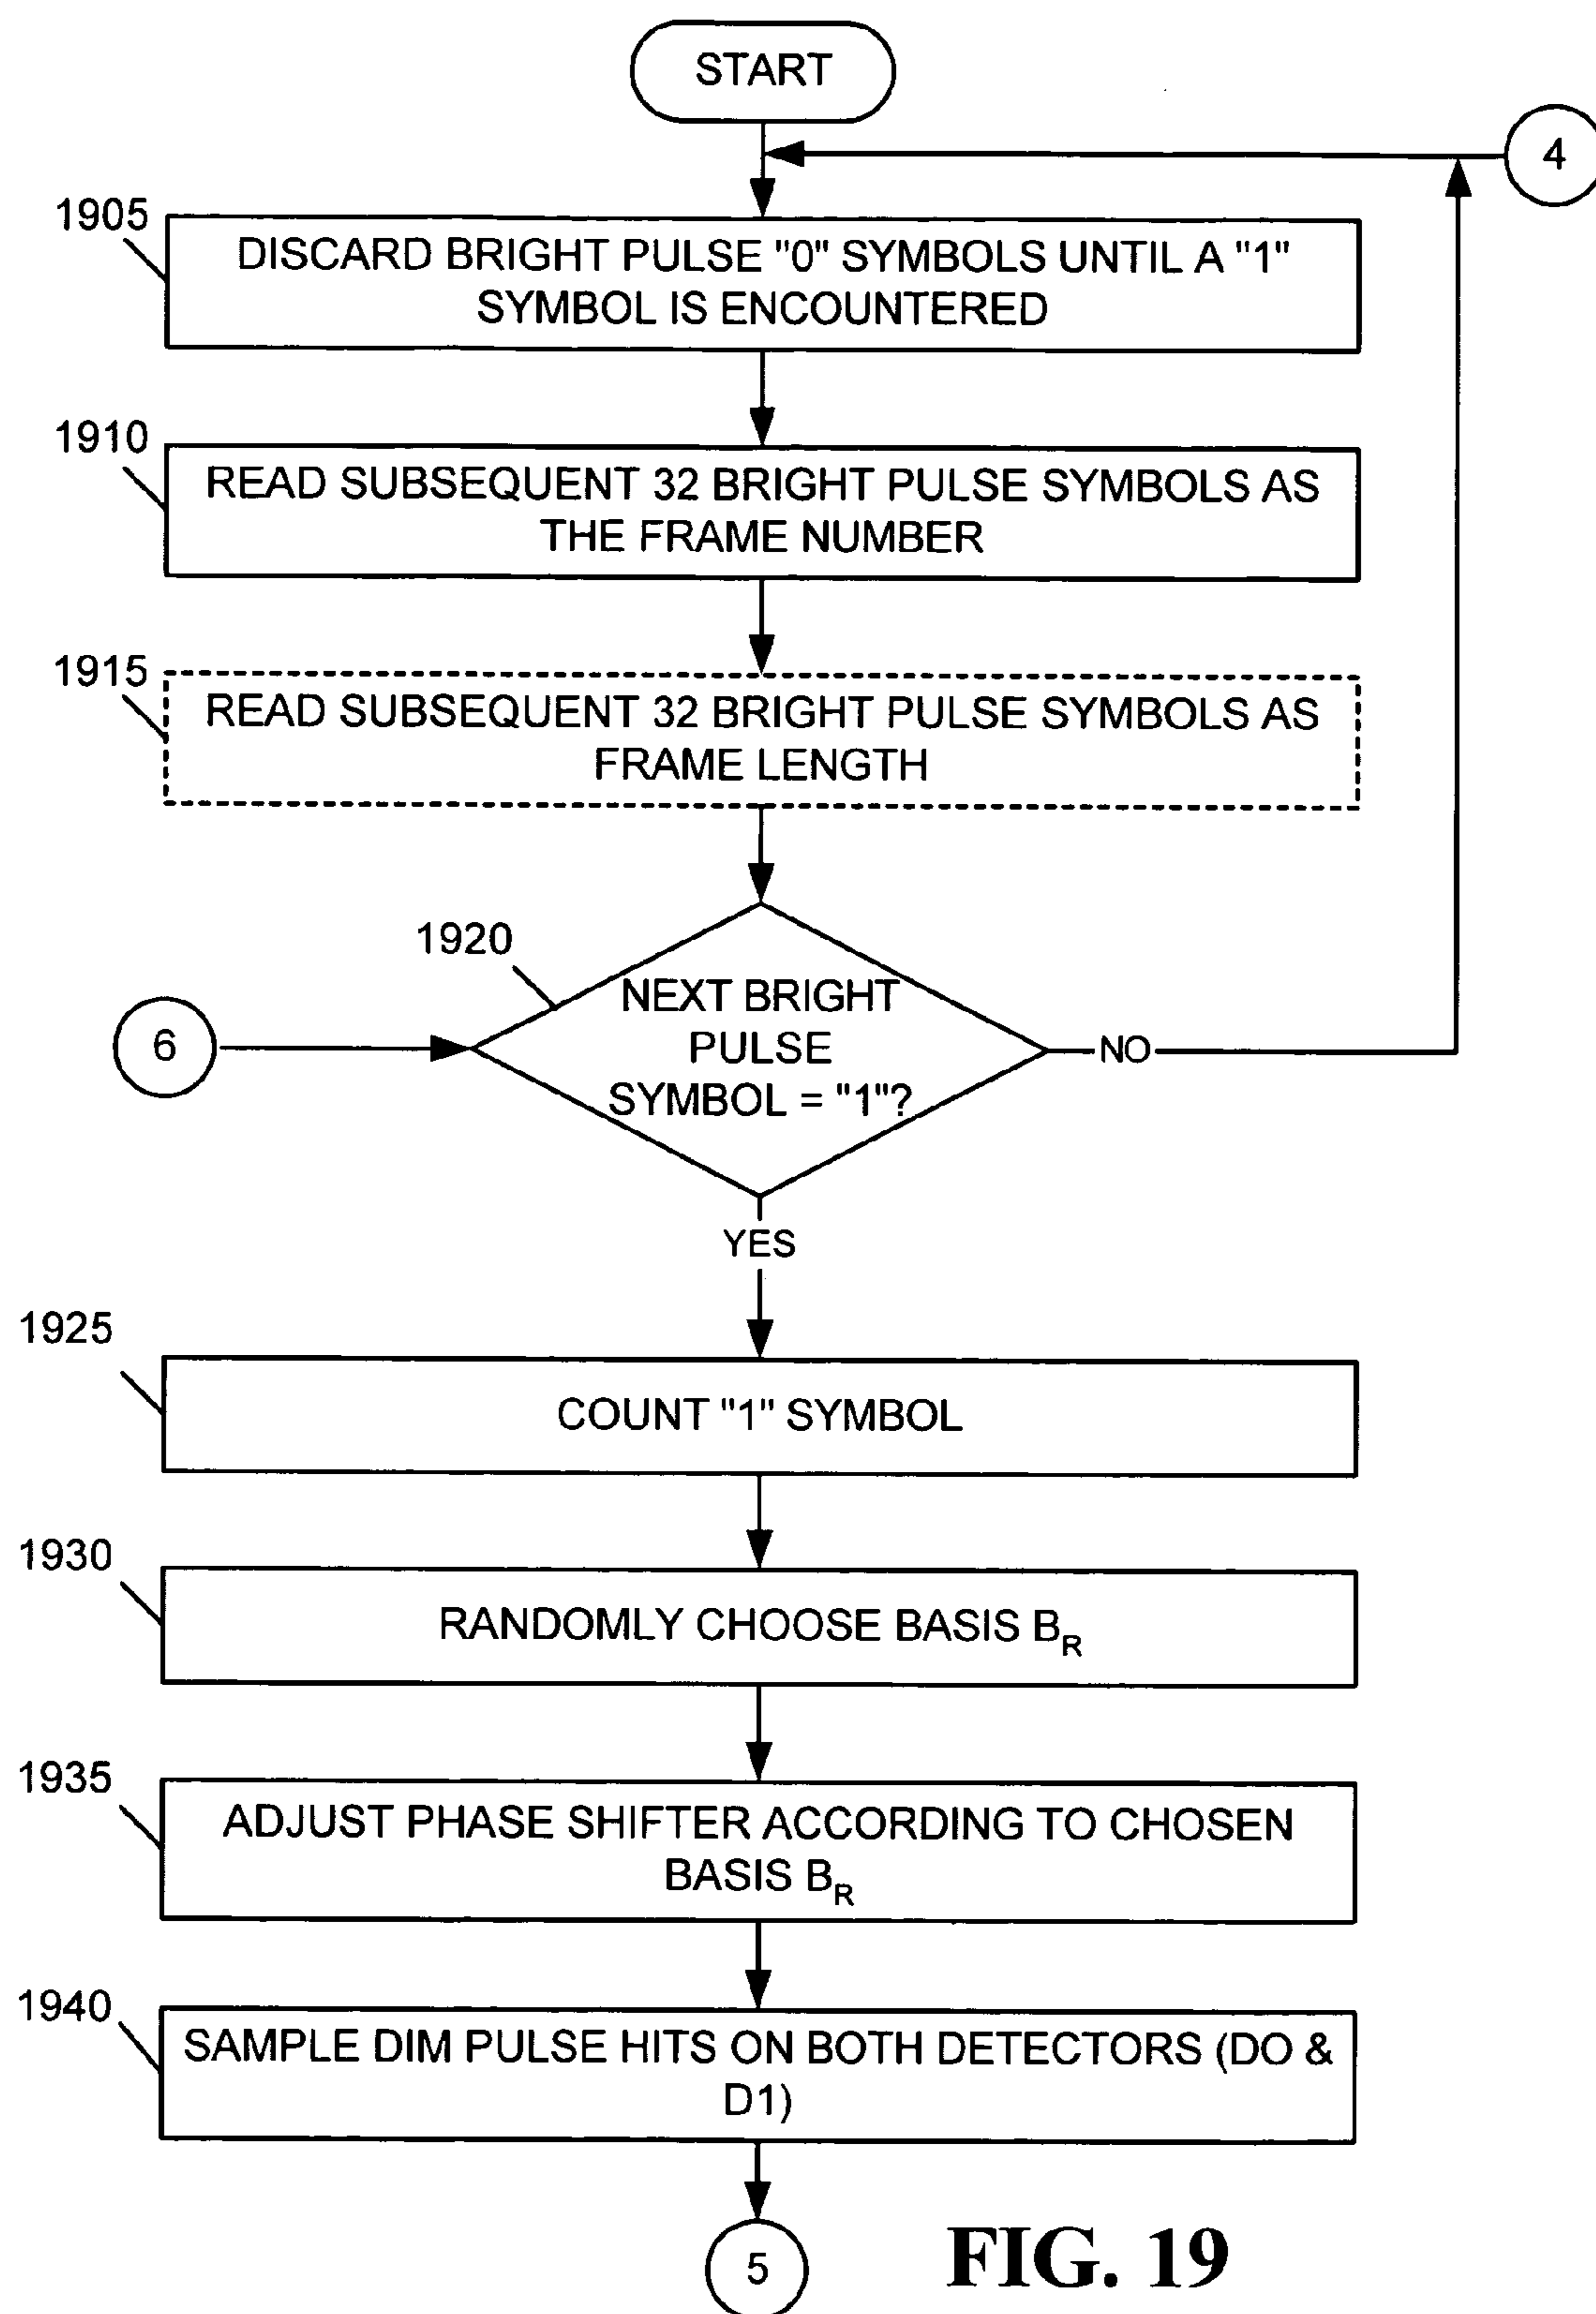 START
4
1905
DISCARD BRIGHT PULSE "0" SYMBOLS UNTIL A "1"
SYMBOL IS ENCOUNTERED
1910
READ SUBSEQUENT 32 BRIGHT PULSE SYMBOLS AS
THE FRAME NUMBER
1915
READ SUBSEQUENT 32 BRIGHT PULSE SYMBOLS AS
FRAME LENGTH
1920
NEXT BRIGHT
PULSE
SYMBOL = "1"?
6
NO
YES
1925
COUNT "1" SYMBOL
1930
RANDOMLY CHOOSE BASIS B_R
1935
ADJUST PHASE SHIFTER ACCORDING TO CHOSEN
BASIS B_R
1940
SAMPLE DIM PULSE HITS ON BOTH DETECTORS (DO &
D1)
5
FIG. 19